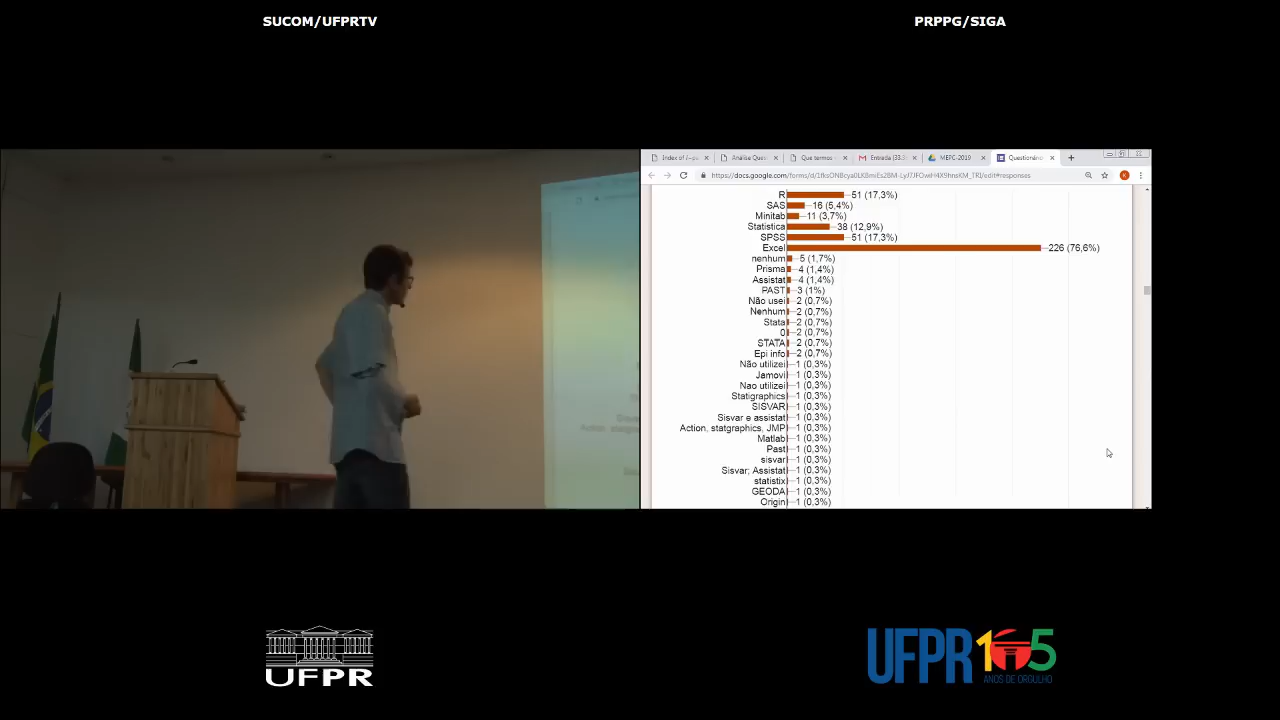 SUCOM/UFPRTV
PRPPG/SIGA
Entrada
MEPC-2019
R 51 (17,3%)
SAS 16 (5,4%)
Minitab 11 (3,7%)
Statistica 38 (12,9%)
SPSS 51 (17,3%)
Excel 226 (76,6%)
nenhum 5 (1,7%)
Prisma 4 (1,4%)
Assistat 4 (1,4%)
PAST 3 (1%)
Não usei 2 (0,7%)
Nenhum 2 (0,7%)
Stata 2 (0,7%)
0 2 (0,7%)
STATA 2 (0,7%)
Epi info 2 (0,7%)
Não utilizei 1 (0,3%)
Jamovi 1 (0,3%)
Nao utilizei 1 (0,3%)
Statigraphics 1 (0,3%)
SISVAR 1 (0,3%)
Sisvar e assistat 1 (0,3%)
Action, statgraphics, JMP 1 (0,3%)
Matlab 1 (0,3%)
Past 1 (0,3%)
sisvar 1 (0,3%)
Sisvar; Assistat 1 (0,3%)
statistix 1 (0,3%)
GEODA 1 (0,3%)
Origin 1 (0,3%)
UFPR
UFPR 105
ANOS DE ORGULHO